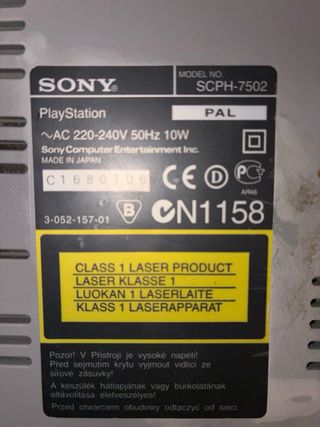 SONY®
MODEL NO.
SCPH-7502
PlayStation
PAL
~AC 220-240V 50Hz 10W
Sony Computer Entertainment Inc.
MADE IN JAPAN
C1680106
CE
D
PC
AЯ46
3-052-157-01
B
N1158
CLASS 1 LASER PRODUCT
LASER KLASSE 1
LUOKAN 1 LASERLAITE
KLASS 1 LASERAPPARAT
Pozor! V Přístroji je vysoké napětí!
Před sejmutím krytu vyjmout vidlici ze
síťové zásuvky!
A készülék hátlapjának vagy burkolatának
eltávolítása életveszélyes!
Przed otwarciem obudowy odłączyć od sieci